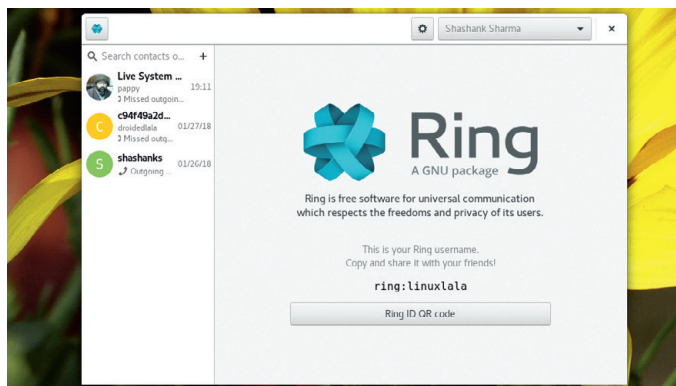 Shashank Sharma
Search contacts o...
Live System ...
pappy
19:11
Missed outgoin...
C
c94f49a2d...
droidedlala
01/27/18
Missed outg...
S
shashanks
01/26/18
Outgoing ...
Ring
A GNU package
Ring is free software for universal communication
which respects the freedoms and privacy of its users.
This is your Ring username.
Copy and share it with your friends!
ring:linuxlala
Ring ID QR code